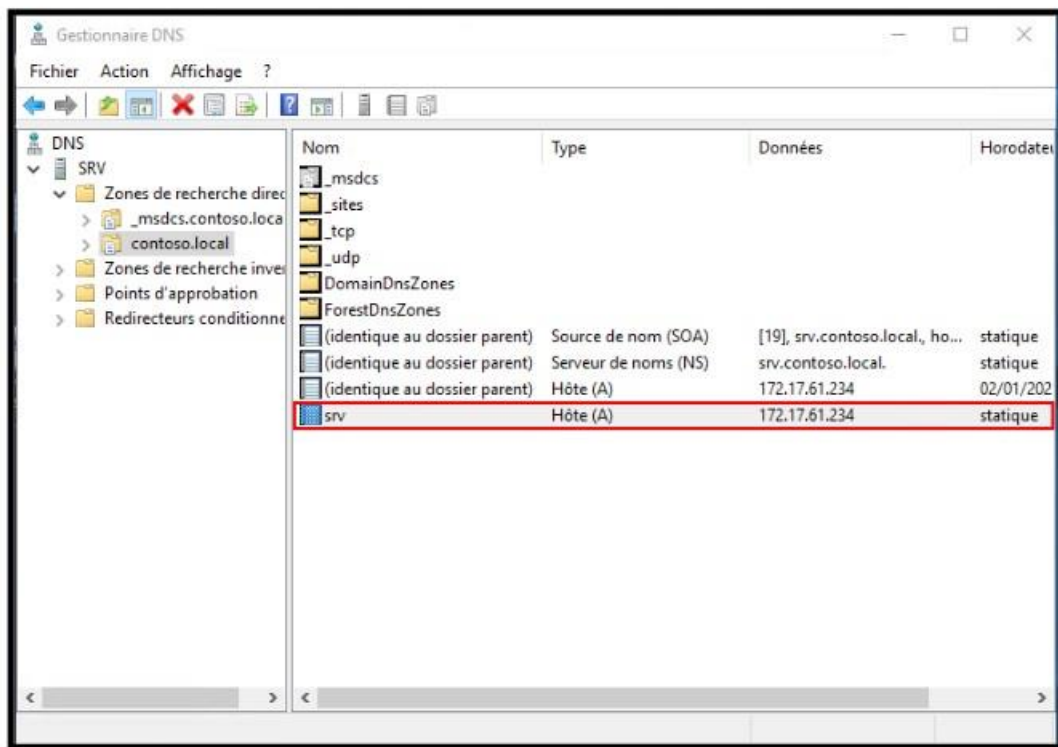 Gestionnaire DNS
Fichier Action Affichage ?
DNS
SRV
Zones de recherche direc
_msdcs.contoso.loca
contoso.local
Zones de recherche inver
Points d'approbation
Redirecteurs conditionne
Nom Type Données Horodateu
_msdcs
_sites
_tcp
_udp
DomainDnsZones
ForestDnsZones
(identique au dossier parent) Source de nom (SOA) [19], srv.contoso.local., ho... statique
(identique au dossier parent) Serveur de noms (NS) srv.contoso.local. statique
(identique au dossier parent) Hôte (A) 172.17.61.234 02/01/202
srv Hôte (A) 172.17.61.234 statique